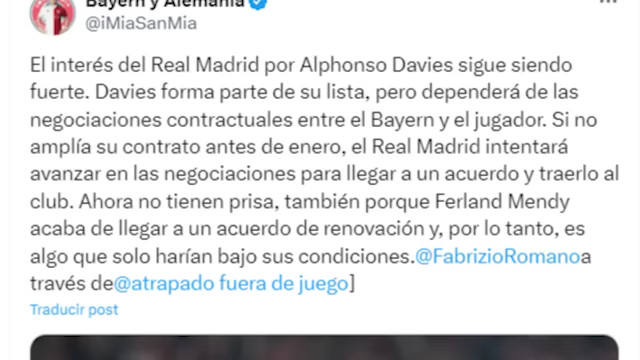 Bayern y Alemania
@iMiaSanMia
El interés del Real Madrid por Alphonso Davies sigue siendo
fuerte. Davies forma parte de su lista, pero dependerá de las
negociaciones contractuales entre el Bayern y el jugador. Si no
amplía su contrato antes de enero, el Real Madrid intentará
avanzar en las negociaciones para llegar a un acuerdo y traerlo al
club. Ahora no tienen prisa, también porque Ferland Mendy
acaba de llegar a un acuerdo de renovación y, por lo tanto, es
algo que solo harían bajo sus condiciones.@FabrizioRomanoa
través de@atrapado fuera de juego]
Traducir post